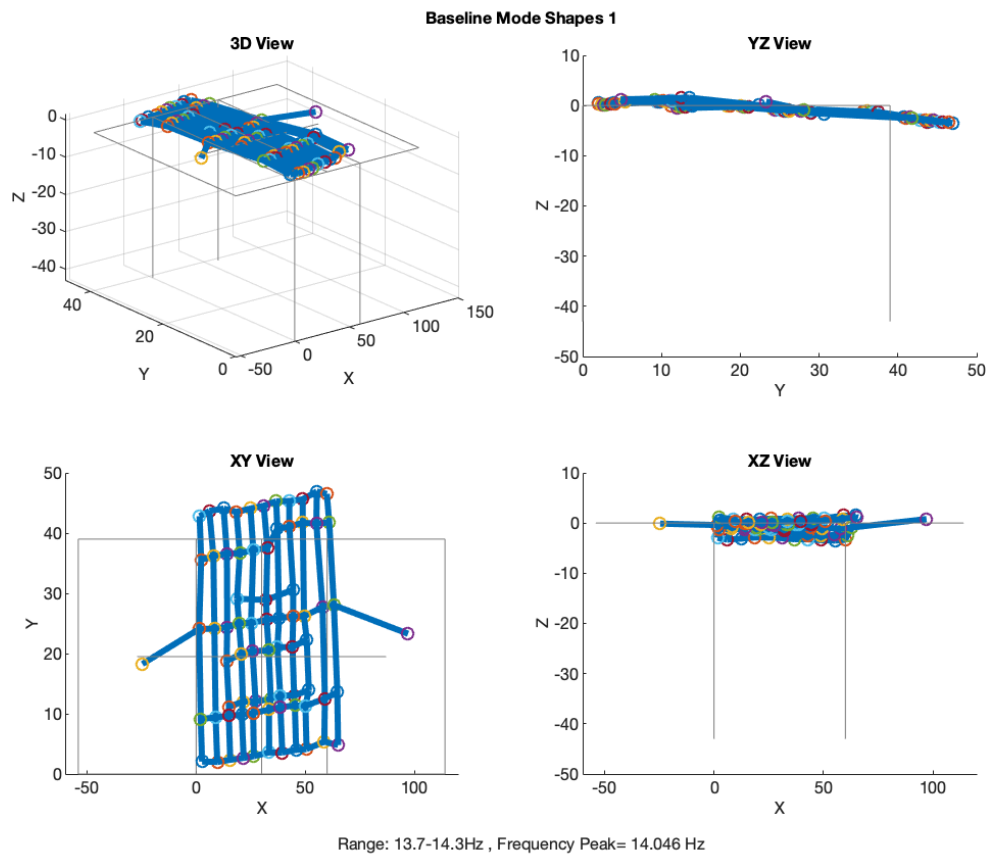 Baseline Mode Shapes 1
3D View
0
-10
-20
-30
-40
Z
40
20
0
Y
-50
0
50
100
150
X
YZ View
10
0
-10
-20
-30
-40
-50
Z
0 10 20 30 40 50
Y
XY View
50
40
30
20
10
0
Y
-50 0 50 100
X
XZ View
10
0
-10
-20
-30
-40
-50
Z
-50 0 50 100
X
Range: 13.7-14.3Hz , Frequency Peak= 14.046 Hz